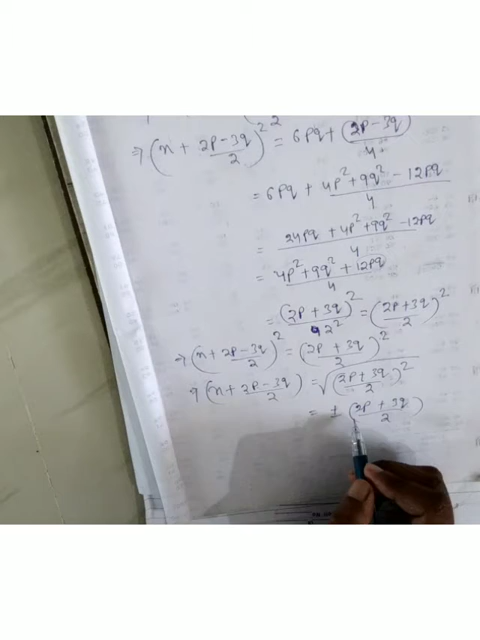 ⇒ (x + 2p-3q/2)² = 6pq + (2p-3q)/4
= 6pq + 4p²+9q²-12pq/4
= 24pq + 4p²+9q²-12pq/4
= 4p²+9q²+12pq/4
= (2p+3q)²/2² = (2p+3q/2)²
⇒ (x + 2p-3q/2)² = (2p+3q/2)²
⇒ (x + 2p-3q/2) = √(2p+3q/2)²
= ± (2p+3q/2)